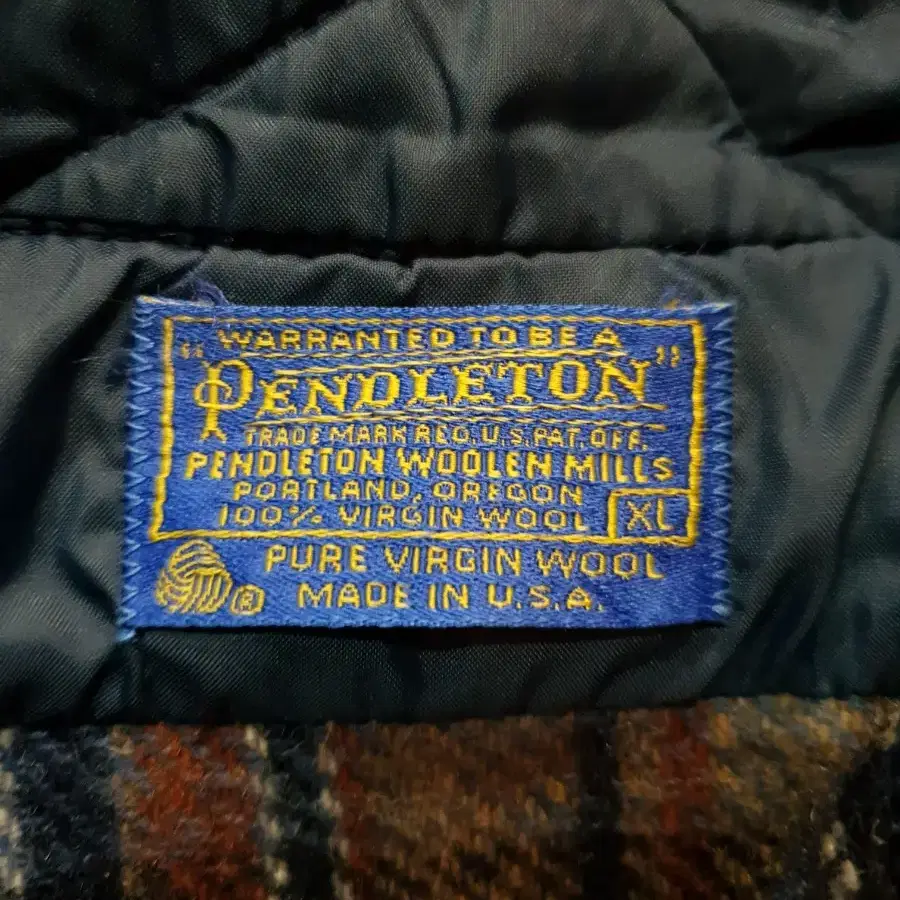 WARRANTED TO BE A
"PENDLETON"
TRADE MARK REG. U.S. PAT. OFF.
PENDLETON WOOLEN MILLS
PORTLAND, OREGON
100% VIRGIN WOOL XL
PURE VIRGIN WOOL
® MADE IN U.S.A.